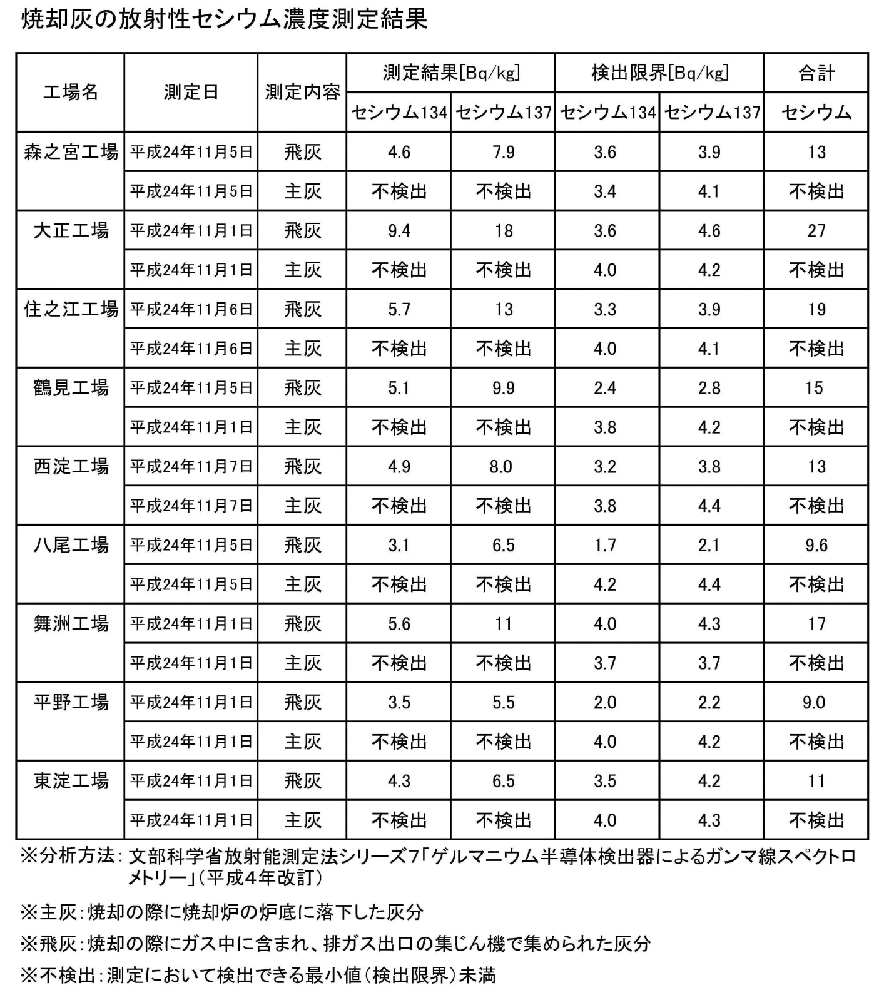 焼却灰の放射性セシウム濃度測定結果
工場名 測定日 測定内容 測定結果[Bq/kg] 検出限界[Bq/kg] 合計
セシウム134 セシウム137 セシウム134 セシウム137 セシウム
森之宮工場 平成24年11月5日 飛灰 4.6 7.9 3.6 3.9 13
平成24年11月5日 主灰 不検出 不検出 3.4 4.1 不検出
大正工場 平成24年11月1日 飛灰 9.4 18 3.6 4.6 27
平成24年11月1日 主灰 不検出 不検出 4.0 4.2 不検出
住之江工場 平成24年11月6日 飛灰 5.7 13 3.3 3.9 19
平成24年11月6日 主灰 不検出 不検出 4.0 4.1 不検出
鶴見工場 平成24年11月5日 飛灰 5.1 9.9 2.4 2.8 15
平成24年11月1日 主灰 不検出 不検出 3.8 4.2 不検出
西淀工場 平成24年11月7日 飛灰 4.9 8.0 3.2 3.8 13
平成24年11月7日 主灰 不検出 不検出 3.8 4.4 不検出
八尾工場 平成24年11月5日 飛灰 3.1 6.5 1.7 2.1 9.6
平成24年11月5日 主灰 不検出 不検出 4.2 4.4 不検出
舞洲工場 平成24年11月1日 飛灰 5.6 11 4.0 4.3 17
平成24年11月1日 主灰 不検出 不検出 3.7 3.7 不検出
平野工場 平成24年11月1日 飛灰 3.5 5.5 2.0 2.2 9.0
平成24年11月1日 主灰 不検出 不検出 4.0 4.2 不検出
東淀工場 平成24年11月1日 飛灰 4.3 6.5 3.5 4.2 11
平成24年11月1日 主灰 不検出 不検出 4.0 4.3 不検出
※分析方法：文部科学省放射能測定法シリーズ7「ゲルマニウム半導体検出器によるガンマ線スペクトロ
メトリー」（平成４年改訂）
※主灰：焼却の際に焼却炉の炉底に落下した灰分
※飛灰：焼却の際にガス中に含まれ、排ガス出口の集じん機で集められた灰分
※不検出：測定において検出できる最小値（検出限界）未満